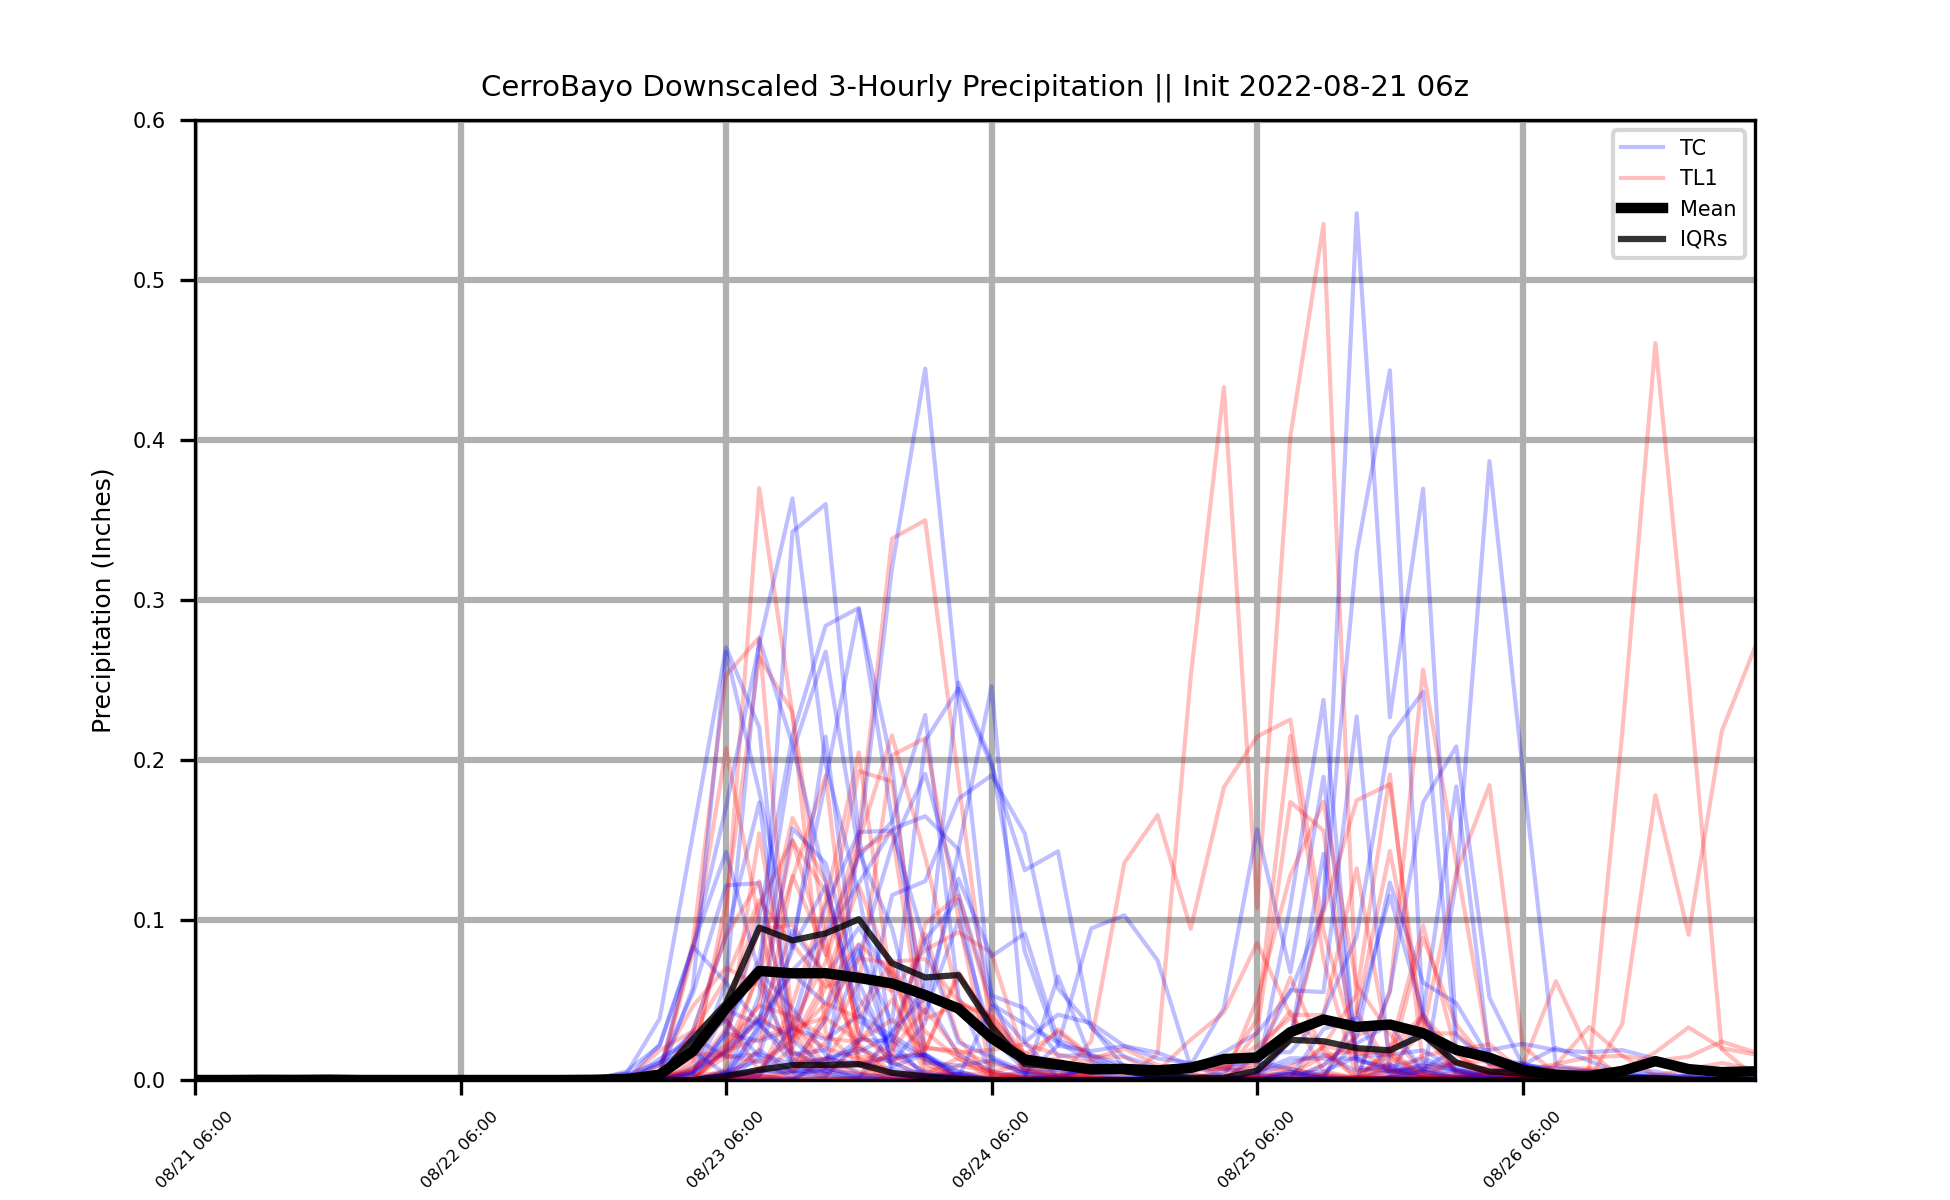 CerroBayo Downscaled 3-Hourly Precipitation || Init 2022-08-21 06z
TC
TL1
Mean
IQRs
Precipitation (Inches)
0.6
0.5
0.4
0.3
0.2
0.1
0.0
08/21 06:00
08/22 06:00
08/23 06:00
08/24 06:00
08/25 06:00
08/26 06:00